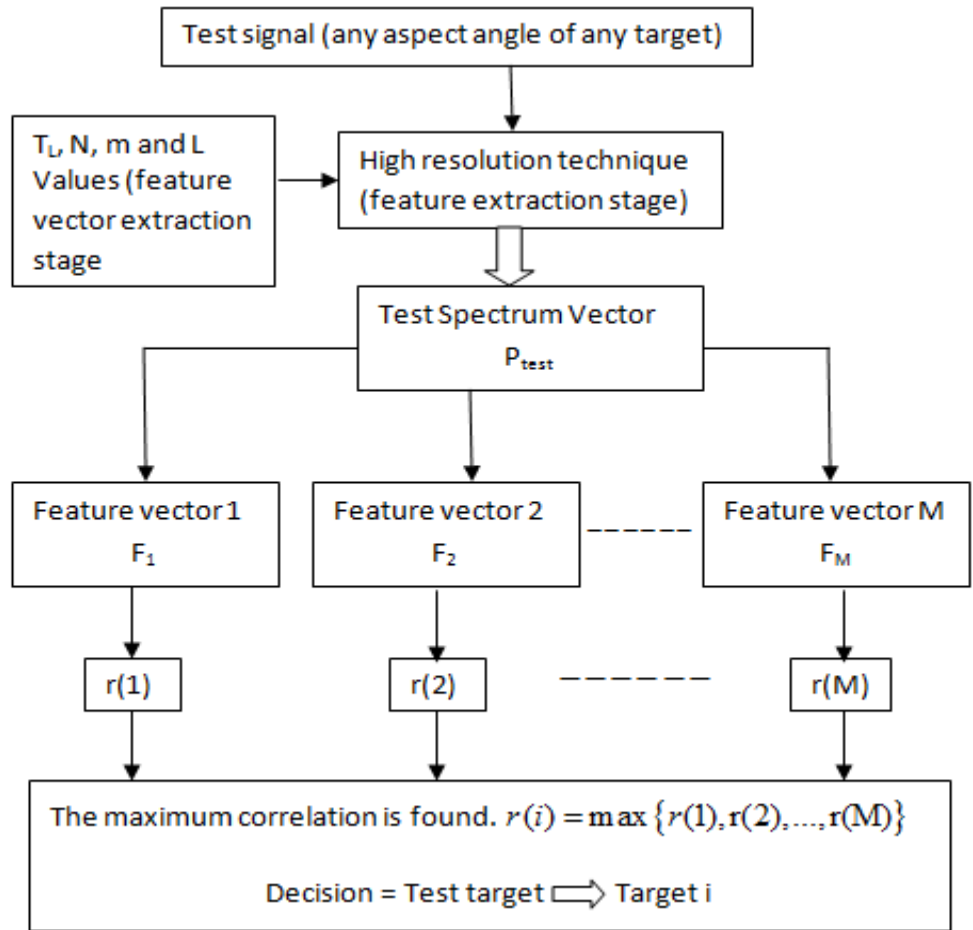 Test signal (any aspect angle of any target)
T_L, N, m and L
Values (feature
vector extraction
stage
High resolution technique
(feature extraction stage)
Test Spectrum Vector
P_test
Feature vector 1
F_1
Feature vector 2
F_2
Feature vector M
F_M
r(1)
r(2)
r(M)
The maximum correlation is found. r(i) = max {r(1), r(2), ..., r(M)}
Decision = Test target ⇨ Target i